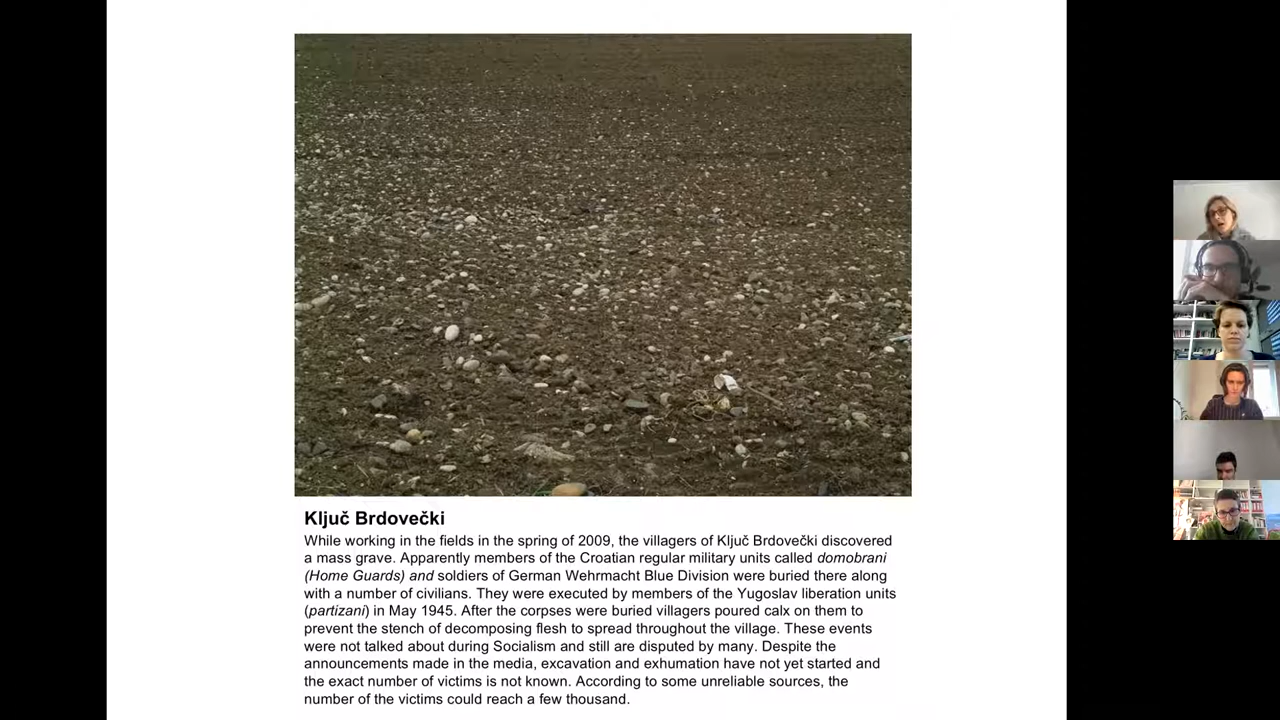 Ključ Brdovečki
While working in the fields in the spring of 2009, the villagers of Ključ Brdovečki discovered
a mass grave. Apparently members of the Croatian regular military units called domobrani
(Home Guards) and soldiers of German Wehrmacht Blue Division were buried there along
with a number of civilians. They were executed by members of the Yugoslav liberation units
(partizani) in May 1945. After the corpses were buried villagers poured calx on them to
prevent the stench of decomposing flesh to spread throughout the village. These events
were not talked about during Socialism and still are disputed by many. Despite the
announcements made in the media, excavation and exhumation have not yet started and
the exact number of victims is not known. According to some unreliable sources, the
number of the victims could reach a few thousand.